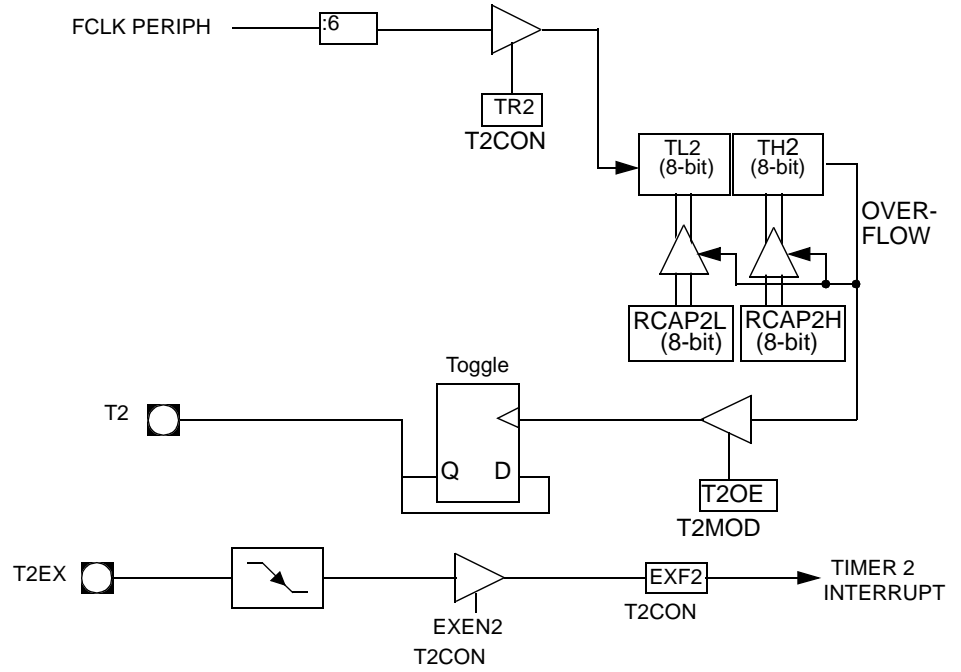 FCLK PERIPH
:6
TR2
T2CON
TL2
(8-bit)
TH2
(8-bit)
OVER-
FLOW
RCAP2L
(8-bit)
RCAP2H
(8-bit)
Toggle
T2
Q D
T2OE
T2MOD
T2EX
EXEN2
T2CON
EXF2
T2CON
TIMER 2
INTERRUPT